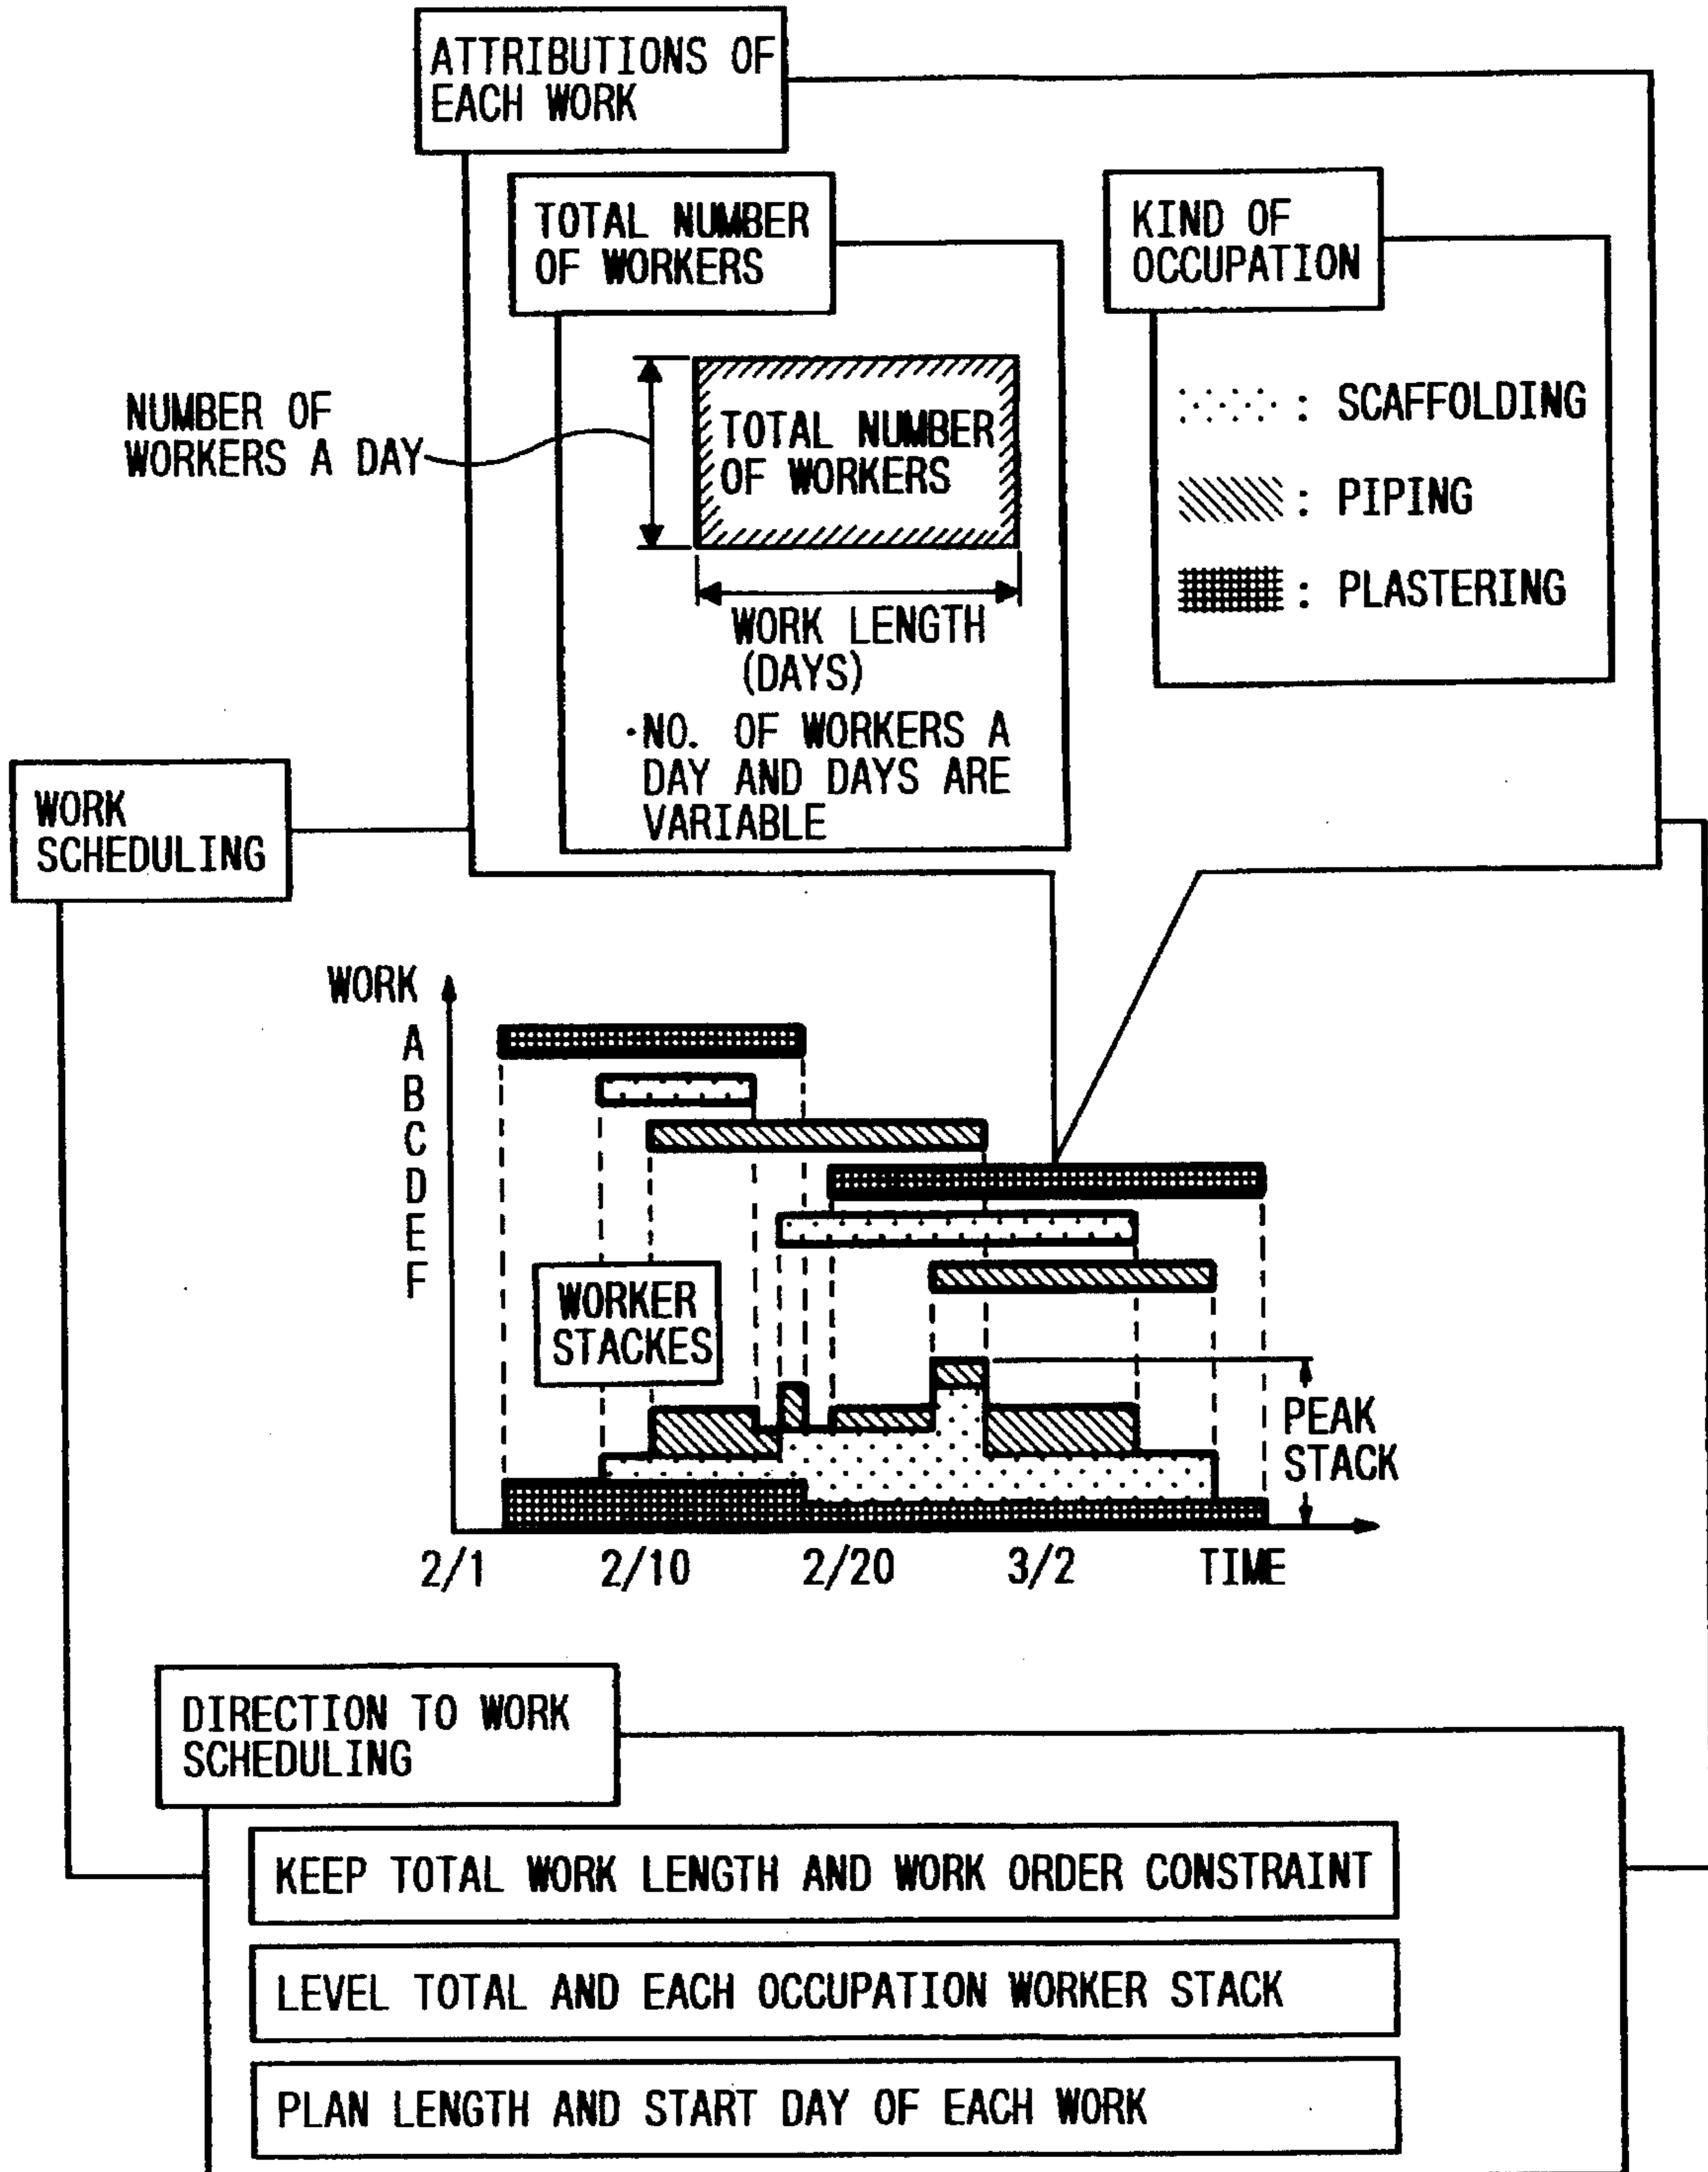 ATTRIBUTIONS OF
EACH WORK
TOTAL NUMBER
OF WORKERS
KIND OF
OCCUPATION
NUMBER OF
WORKERS A DAY
TOTAL NUMBER
OF WORKERS
WORK LENGTH
(DAYS)
·NO. OF WORKERS A
DAY AND DAYS ARE
VARIABLE
: SCAFFOLDING
: PIPING
: PLASTERING
WORK
SCHEDULING
WORK
A
B
C
D
E
F
WORKER
STACKES
PEAK
STACK
2/1 2/10 2/20 3/2 TIME
DIRECTION TO WORK
SCHEDULING
KEEP TOTAL WORK LENGTH AND WORK ORDER CONSTRAINT
LEVEL TOTAL AND EACH OCCUPATION WORKER STACK
PLAN LENGTH AND START DAY OF EACH WORK